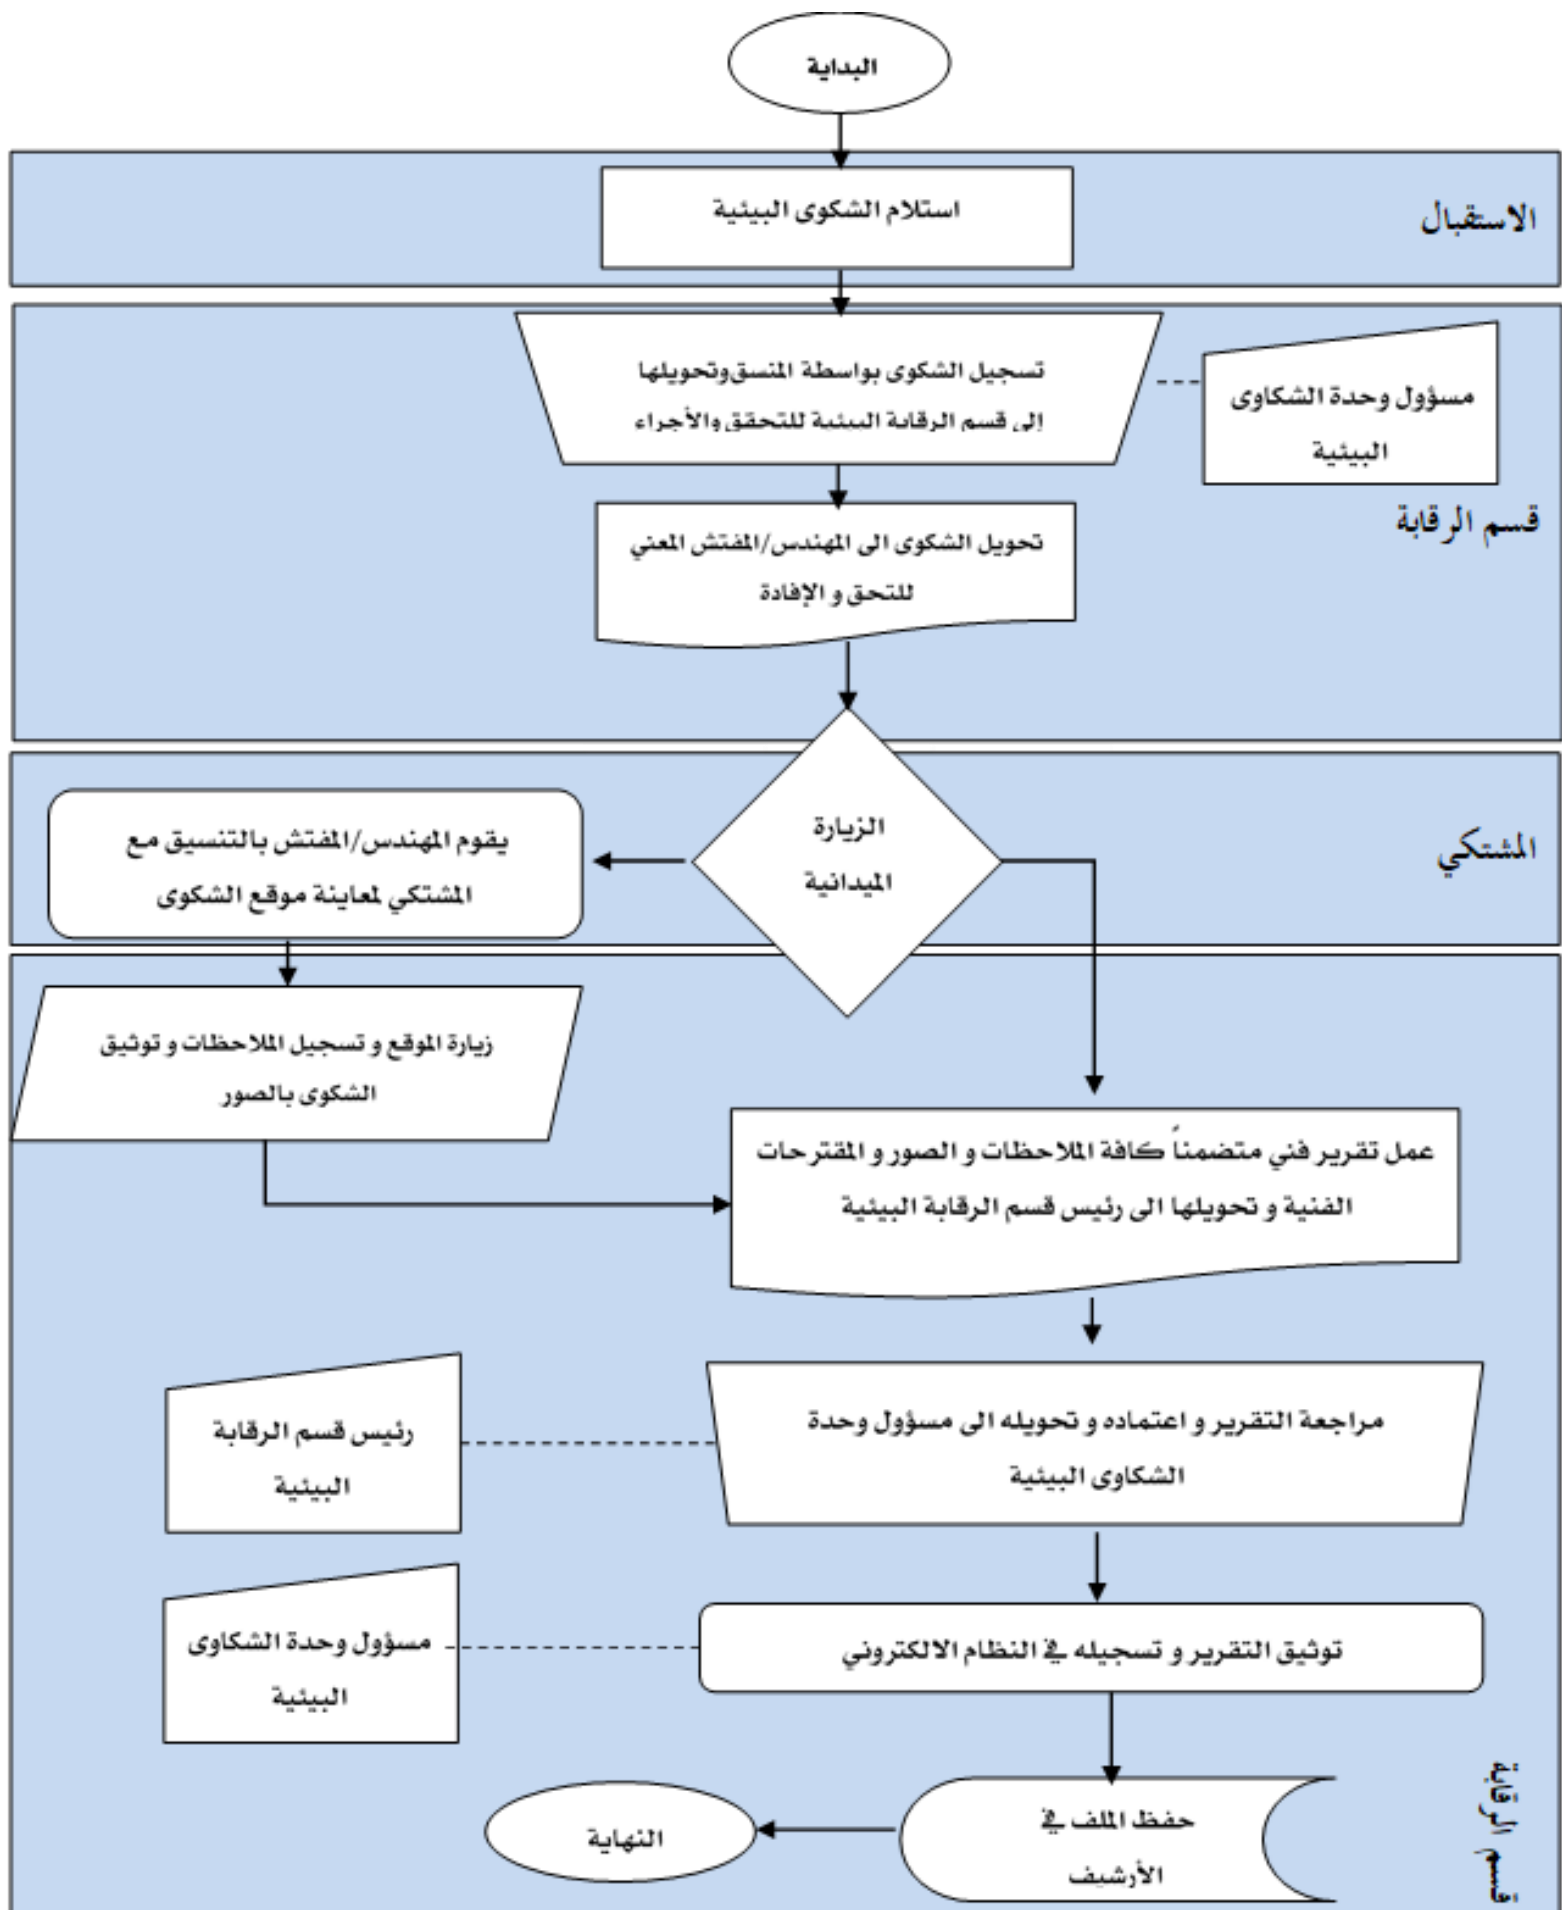 البداية
استلام الشكوى البيئية
الاستقبال
تسجيل الشكوى بواسطة المنسق وتحويلها
إلى قسم الرقابة البيئية للتحقق والأجراء
مسؤول وحدة الشكاوى
البيئية
قسم الرقابة
تحويل الشكوى الى المهندس/المفتش المعني
للتحق و الإفادة
المشتكي
الزيارة
الميدانية
يقوم المهندس/المفتش بالتنسيق مع
المشتكي لمعاينة موقع الشكوى
زيارة الموقع و تسجيل الملاحظات و توثيق
الشكوى بالصور
عمل تقرير فني متضمناً كافة الملاحظات و الصور و المقترحات
الفنية و تحويلها الى رئيس قسم الرقابة البيئية
مراجعة التقرير و اعتماده و تحويله الى مسؤول وحدة
الشكاوى البيئية
رئيس قسم الرقابة
البيئية
توثيق التقرير و تسجيله في النظام الالكتروني
مسؤول وحدة الشكاوى
البيئية
قسم الرقابة
حفظ الملف في
الأرشيف
النهاية